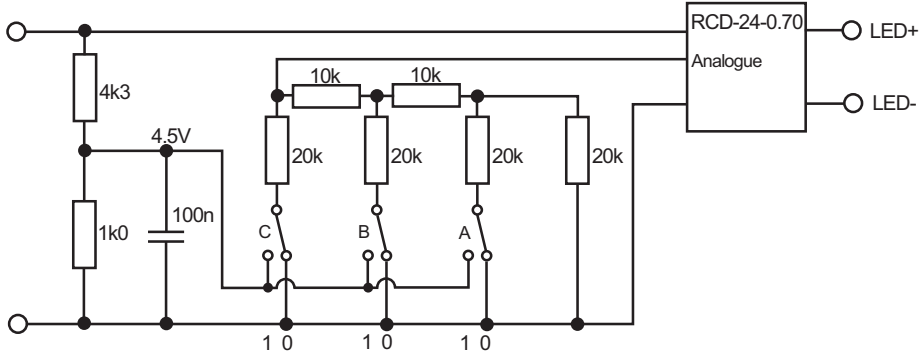 RCD-24-0.70
LED+
Analogue
10k
10k
4k3
LED-
4.5V
20k
20k
20k
20k
100n
1k0
C
B
A
1 0
1 0
1 0